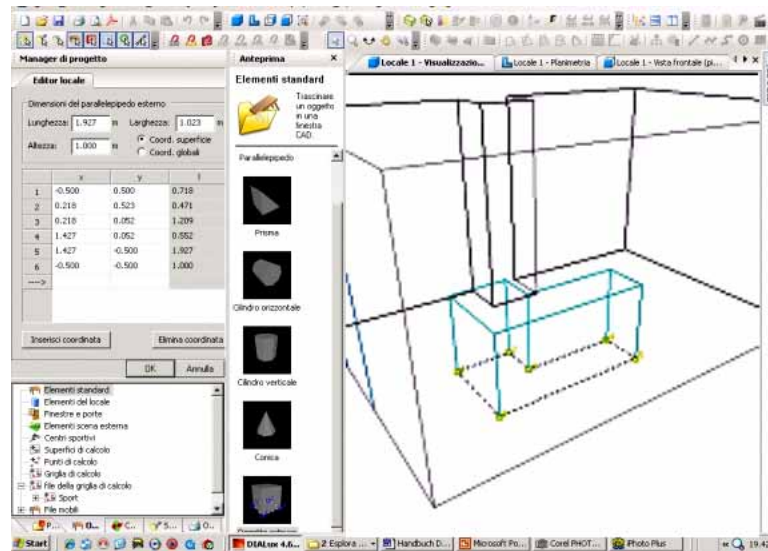 Manager di progetto
Editor locale
Dimensioni del parallelepipedo esterno
Lunghezza: 1.927 m Larghezza: 1.023 m
Altezza: 1.000 m
Coord. superficie
Coord. globali
x y l
1 -0.500 0.500 0.718
2 0.218 0.523 0.471
3 0.218 0.052 1.209
4 1.427 0.052 0.552
5 1.427 -0.500 1.927
6 -0.500 -0.500 1.000
---->
Inserisci coordinata Elimina coordinata
OK Annulla
Elementi standard
Elementi del locale
Finestre e porte
Elementi scena esterna
Centri sportivi
Superfici di calcolo
Punti di calcolo
Griglia di calcolo
File della griglia di calcolo
Sport
File mobili
P... O... C... S... O...
Anteprima x
Elementi standard
Trascinare
un oggetto
in una
finestra
CAD.
Parallelepipedo
Prisma
Cilindro orizzontale
Cilindro verticale
Conica
Locale 1 - Visualizzazio... Locale 1 - Planimetria Locale 1 - Vista frontale (pi...
Start DIALux 4.6... 2 Esplora ... Handbuch D... Microsoft Po... Corel PHOT... Photo Plus 19.42